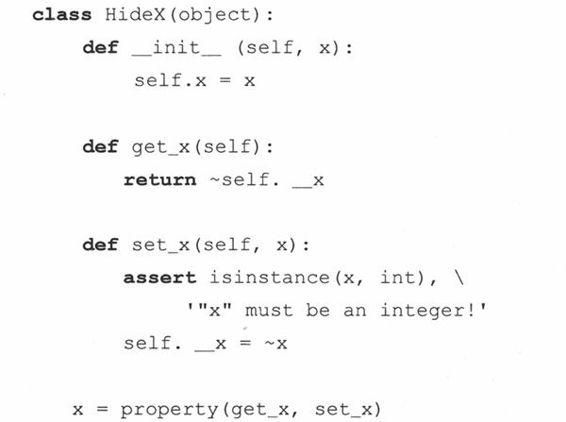 class HideX(object):
    def __init__ (self, x):
        self.x = x

    def get_x(self):
        return ~self. __x

    def set_x(self, x):
        assert isinstance(x, int), \
            '"x" must be an integer!'
        self. __x = ~x

    x = property(get_x, set_x)